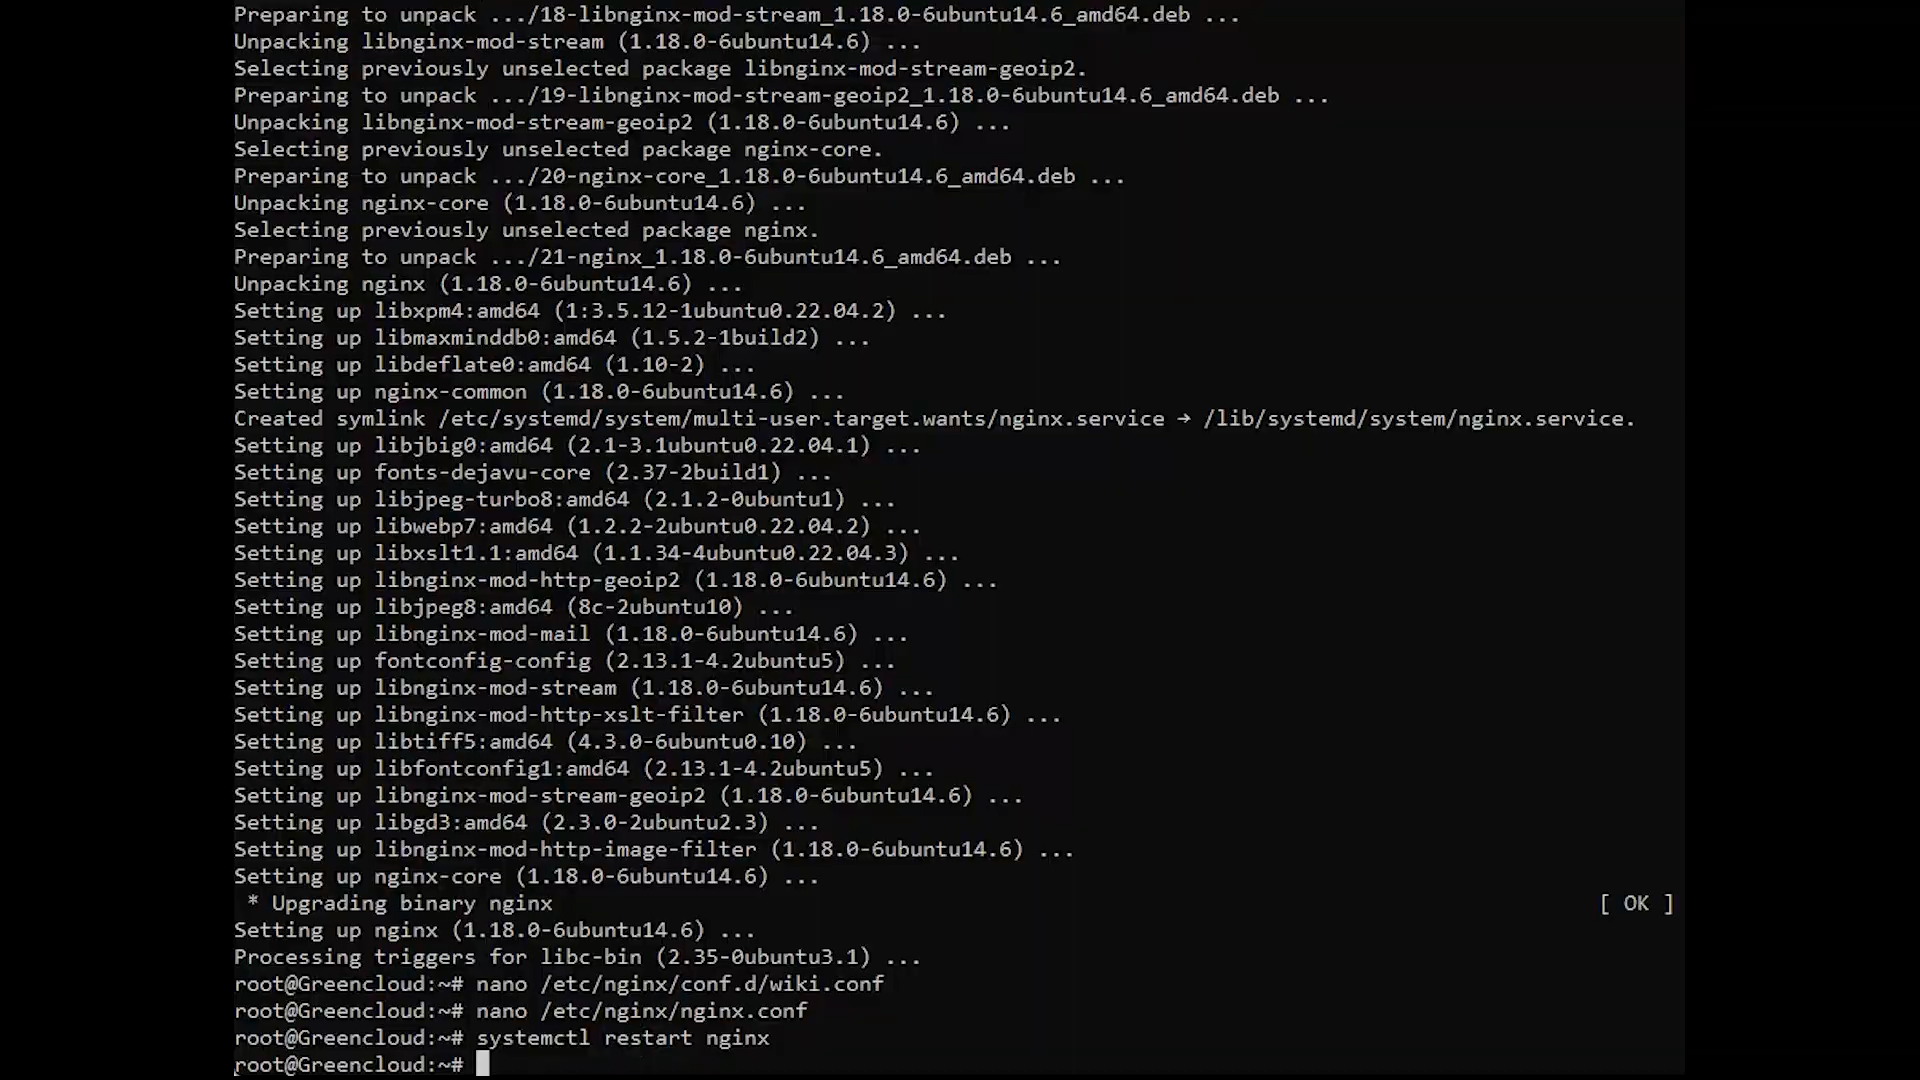 Preparing to unpack .../18-libnginx-mod-stream_1.18.0-6ubuntu14.6_amd64.deb ...
Unpacking libnginx-mod-stream (1.18.0-6ubuntu14.6) ...
Selecting previously unselected package libnginx-mod-stream-geoip2.
Preparing to unpack .../19-libnginx-mod-stream-geoip2_1.18.0-6ubuntu14.6_amd64.deb ...
Unpacking libnginx-mod-stream-geoip2 (1.18.0-6ubuntu14.6) ...
Selecting previously unselected package nginx-core.
Preparing to unpack .../20-nginx-core_1.18.0-6ubuntu14.6_amd64.deb ...
Unpacking nginx-core (1.18.0-6ubuntu14.6) ...
Selecting previously unselected package nginx.
Preparing to unpack .../21-nginx_1.18.0-6ubuntu14.6_amd64.deb ...
Unpacking nginx (1.18.0-6ubuntu14.6) ...
Setting up libxpm4:amd64 (1:3.5.12-1ubuntu0.22.04.2) ...
Setting up libmaxminddb0:amd64 (1.5.2-1build2) ...
Setting up libdeflate0:amd64 (1.10-2) ...
Setting up nginx-common (1.18.0-6ubuntu14.6) ...
Created symlink /etc/systemd/system/multi-user.target.wants/nginx.service → /lib/systemd/system/nginx.service.
Setting up libjbig0:amd64 (2.1-3.1ubuntu0.22.04.1) ...
Setting up fonts-dejavu-core (2.37-2build1) ...
Setting up libjpeg-turbo8:amd64 (2.1.2-0ubuntu1) ...
Setting up libwebp7:amd64 (1.2.2-2ubuntu0.22.04.2) ...
Setting up libxslt1.1:amd64 (1.1.34-4ubuntu0.22.04.3) ...
Setting up libnginx-mod-http-geoip2 (1.18.0-6ubuntu14.6) ...
Setting up libjpeg8:amd64 (8c-2ubuntu10) ...
Setting up libnginx-mod-mail (1.18.0-6ubuntu14.6) ...
Setting up fontconfig-config (2.13.1-4.2ubuntu5) ...
Setting up libnginx-mod-stream (1.18.0-6ubuntu14.6) ...
Setting up libnginx-mod-http-xslt-filter (1.18.0-6ubuntu14.6) ...
Setting up libtiff5:amd64 (4.3.0-6ubuntu0.10) ...
Setting up libfontconfig1:amd64 (2.13.1-4.2ubuntu5) ...
Setting up libnginx-mod-stream-geoip2 (1.18.0-6ubuntu14.6) ...
Setting up libgd3:amd64 (2.3.0-2ubuntu2.3) ...
Setting up libnginx-mod-http-image-filter (1.18.0-6ubuntu14.6) ...
Setting up nginx-core (1.18.0-6ubuntu14.6) ...
* Upgrading binary nginx [ OK ]
Setting up nginx (1.18.0-6ubuntu14.6) ...
Processing triggers for libc-bin (2.35-0ubuntu3.1) ...
root@Greencloud:~# nano /etc/nginx/conf.d/wiki.conf
root@Greencloud:~# nano /etc/nginx/nginx.conf
root@Greencloud:~# systemctl restart nginx
root@Greencloud:~#